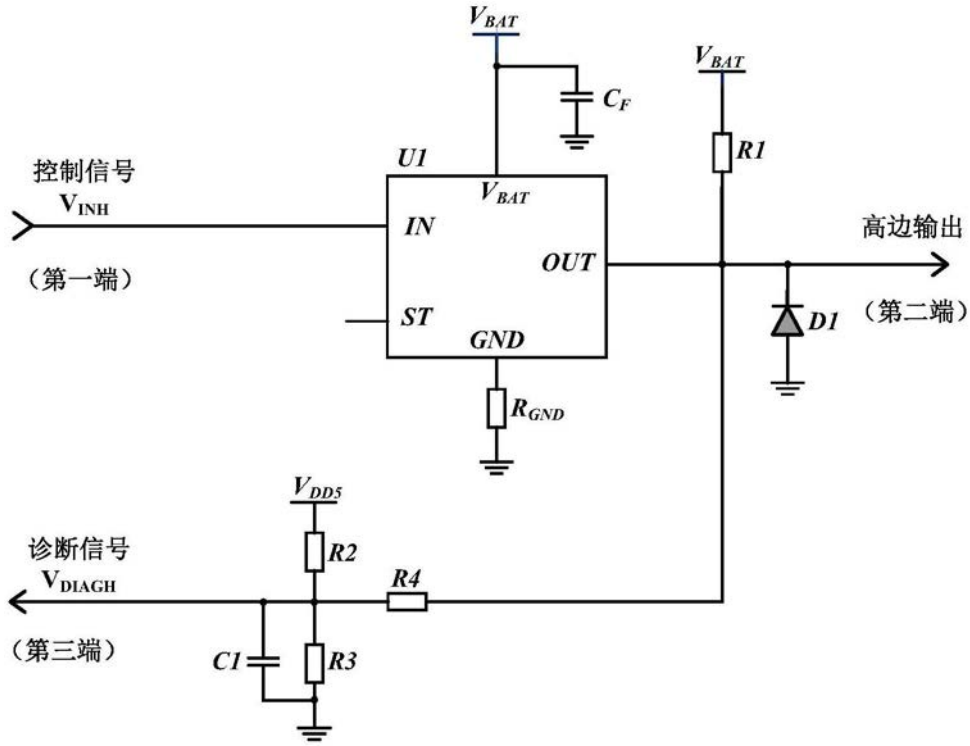 V_BAT
V_BAT
C_F
R1
U1
控制信号
V_INH
V_BAT
IN
高边输出
(第一端)
OUT
(第二端)
ST
D1
GND
R_GND
V_DD5
诊断信号
R2
V_DIAGH
R4
(第三端)
C1
R3